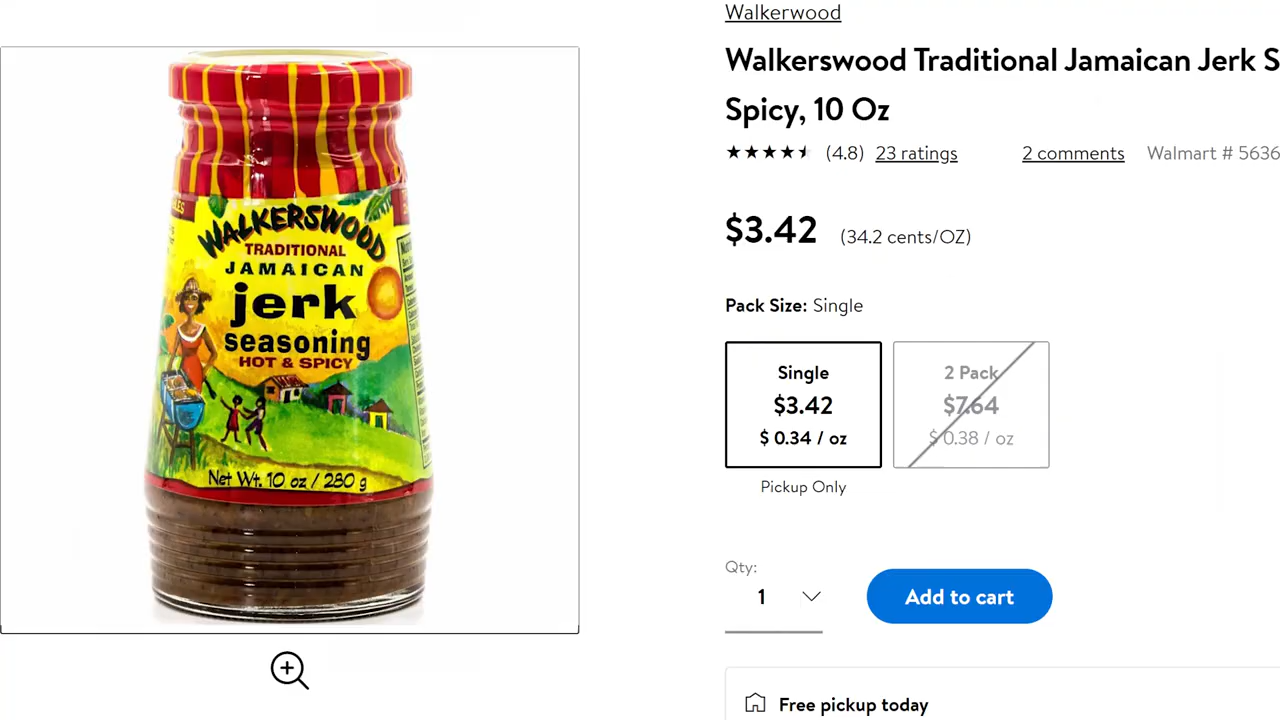 Walkerwood
Walkerswood Traditional Jamaican Jerk S
Spicy, 10 Oz
(4.8) 23 ratings 2 comments Walmart # 5636
$3.42 (34.2 cents/OZ)
Pack Size: Single
Single
$3.42
$ 0.34 / oz
2 Pack
$7.64
$ 0.38 / oz
Pickup Only
Qty:
1
Add to cart
Free pickup today
WALKERSWOOD
TRADITIONAL
JAMAICAN
jerk
seasoning
HOT & SPICY
Net Wt. 10 oz / 280 g